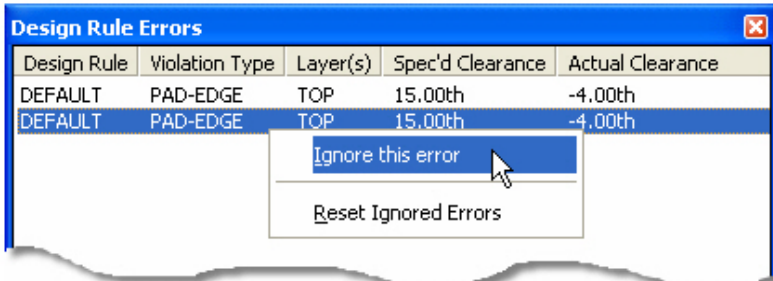 Design Rule Errors
Design Rule Violation Type Layer(s) Spec'd Clearance Actual Clearance
DEFAULT PAD-EDGE TOP 15.00th -4.00th
DEFAULT PAD-EDGE TOP 15.00th -4.00th
Ignore this error
Reset Ignored Errors